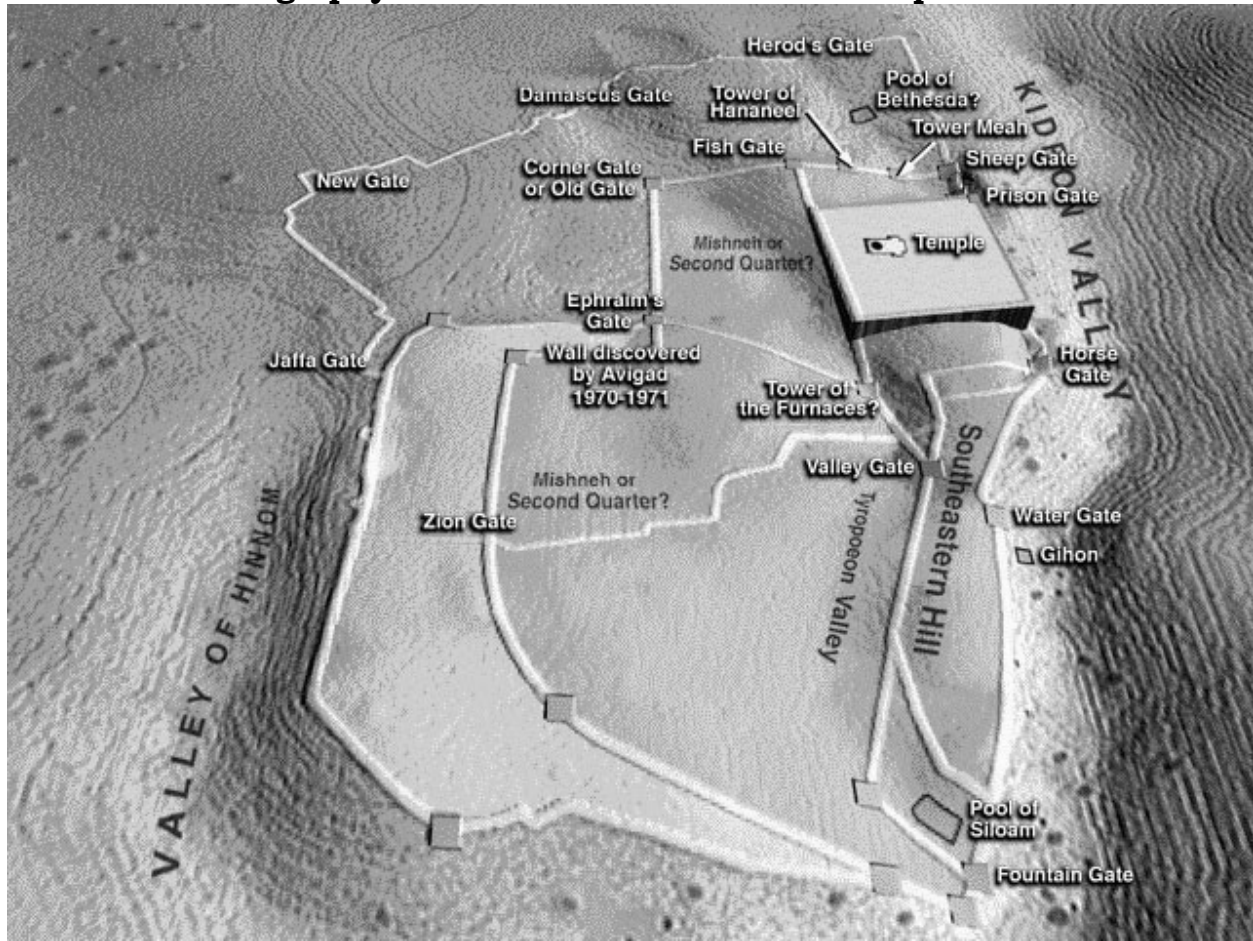 Herod's Gate
Pool of
Bethesda?
Damascus Gate
Tower of
Hananeel
Tower Meah
Fish Gate
Sheep Gate
Corner Gate
or Old Gate
New Gate
Prison Gate
KIDRON VALLEY
Mishneh or
Second Quarter?
Temple
Ephraim's
Gate
Jaffa Gate
Wall discovered
by Avigad
1970-1971
Horse
Gate
Tower of
the Furnaces?
Valley Gate
Southeastern Hill
Mishneh or
Second Quarter?
Tyropoeon Valley
Zion Gate
Water Gate
Gihon
VALLEY OF HINNOM
Pool of
Siloam
Fountain Gate